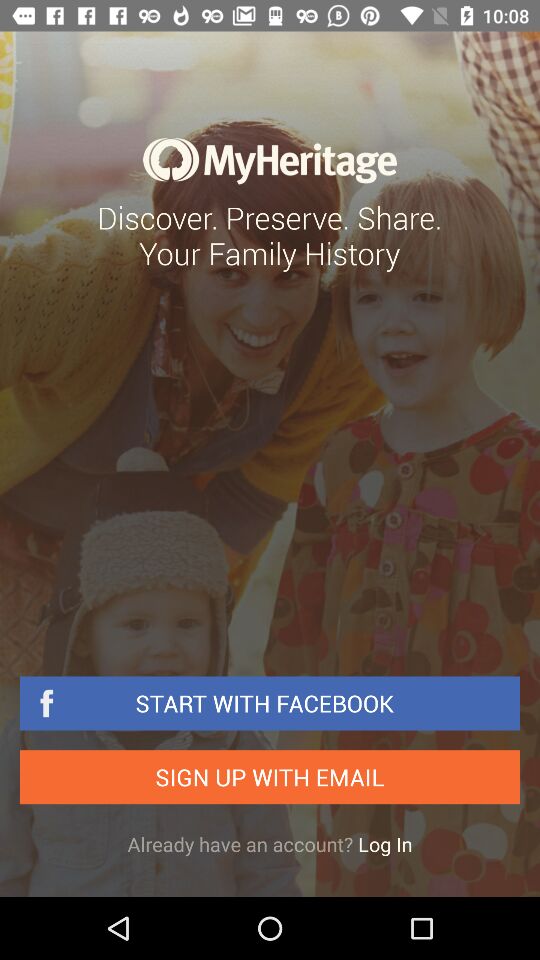 10:08
MyHeritage
Discover. Preserve. Share.
Your Family History
f START WITH FACEBOOK
SIGN UP WITH EMAIL
Already have an account? Log In